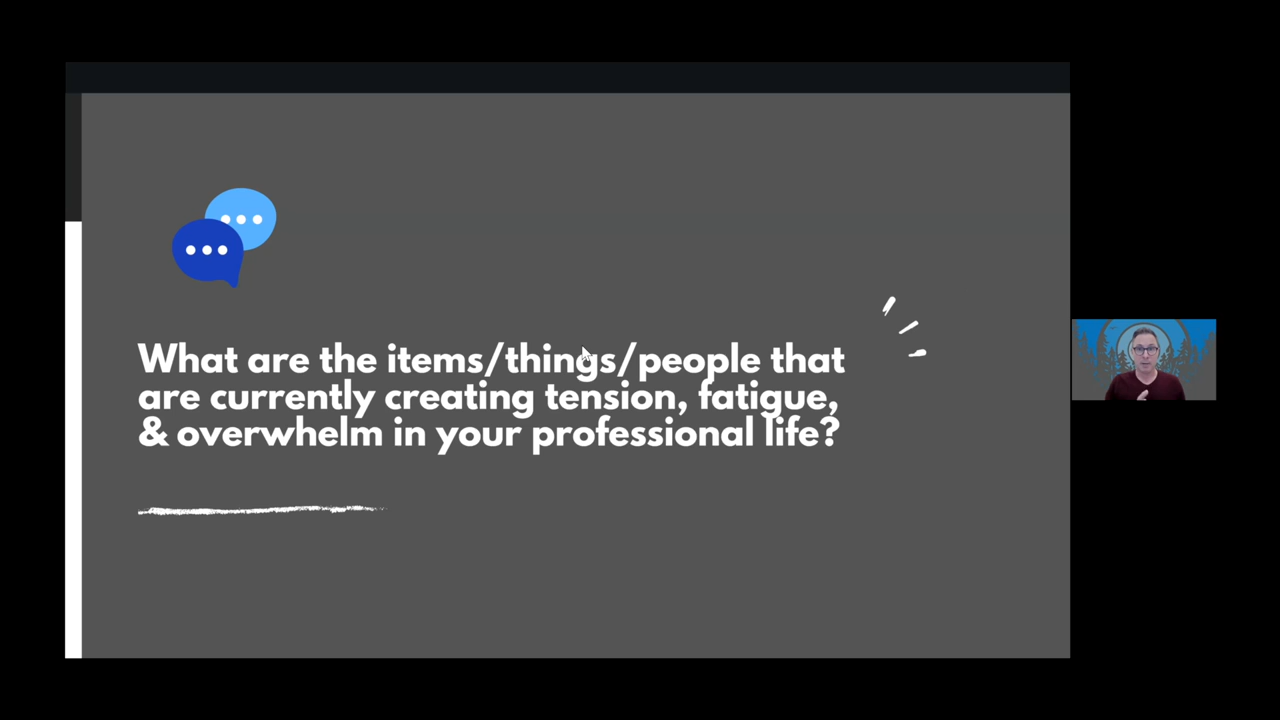 What are the items/things/people that
are currently creating tension, fatigue,
& overwhelm in your professional life?